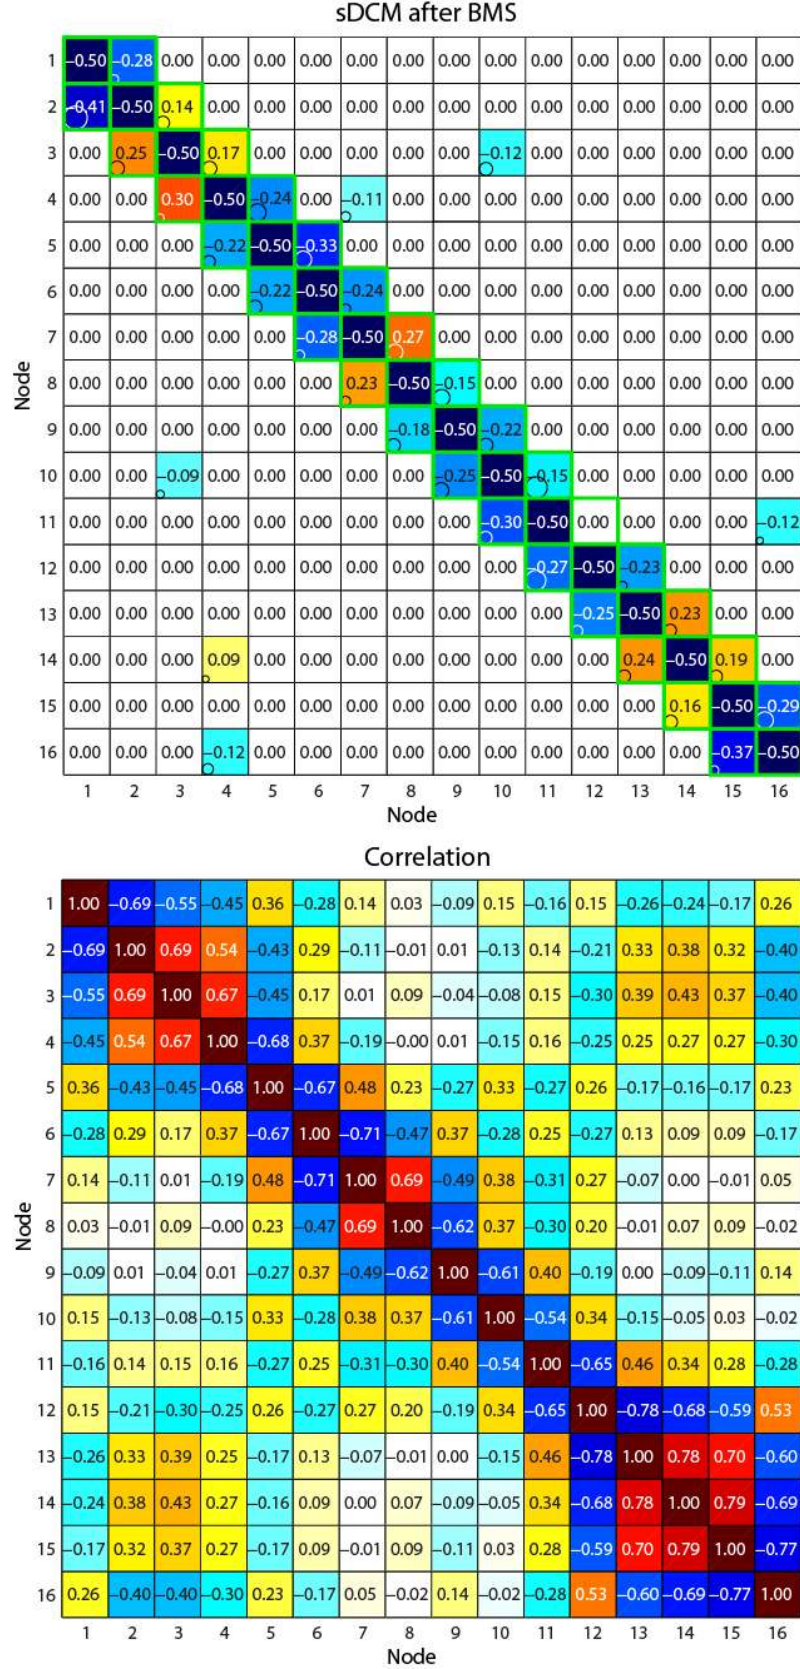 sDCM after BMS
1 −0.50 −0.28 0.00 0.00 0.00 0.00 0.00 0.00 0.00 0.00 0.00 0.00 0.00 0.00 0.00 0.00
2 −0.41 −0.50 0.14 0.00 0.00 0.00 0.00 0.00 0.00 0.00 0.00 0.00 0.00 0.00 0.00 0.00
3 0.00 0.25 −0.50 0.17 0.00 0.00 0.00 0.00 0.00 −0.12 0.00 0.00 0.00 0.00 0.00 0.00
4 0.00 0.00 0.30 −0.50 −0.24 0.00 −0.11 0.00 0.00 0.00 0.00 0.00 0.00 0.00 0.00 0.00
5 0.00 0.00 0.00 −0.22 −0.50 −0.33 0.00 0.00 0.00 0.00 0.00 0.00 0.00 0.00 0.00 0.00
6 0.00 0.00 0.00 0.00 −0.22 −0.50 −0.24 0.00 0.00 0.00 0.00 0.00 0.00 0.00 0.00 0.00
7 0.00 0.00 0.00 0.00 0.00 −0.28 −0.50 0.27 0.00 0.00 0.00 0.00 0.00 0.00 0.00 0.00
8 0.00 0.00 0.00 0.00 0.00 0.00 0.23 −0.50 −0.15 0.00 0.00 0.00 0.00 0.00 0.00 0.00
9 0.00 0.00 0.00 0.00 0.00 0.00 0.00 −0.18 −0.50 −0.22 0.00 0.00 0.00 0.00 0.00 0.00
10 0.00 0.00 −0.09 0.00 0.00 0.00 0.00 0.00 −0.25 −0.50 −0.15 0.00 0.00 0.00 0.00 0.00
11 0.00 0.00 0.00 0.00 0.00 0.00 0.00 0.00 0.00 −0.30 −0.50 0.00 0.00 0.00 0.00 −0.12
12 0.00 0.00 0.00 0.00 0.00 0.00 0.00 0.00 0.00 0.00 −0.27 −0.50 −0.23 0.00 0.00 0.00
13 0.00 0.00 0.00 0.00 0.00 0.00 0.00 0.00 0.00 0.00 0.00 −0.25 −0.50 0.23 0.00 0.00
14 0.00 0.00 0.00 0.09 0.00 0.00 0.00 0.00 0.00 0.00 0.00 0.00 0.24 −0.50 0.19 0.00
15 0.00 0.00 0.00 0.00 0.00 0.00 0.00 0.00 0.00 0.00 0.00 0.00 0.00 0.16 −0.50 −0.29
16 0.00 0.00 0.00 −0.12 0.00 0.00 0.00 0.00 0.00 0.00 0.00 0.00 0.00 0.00 −0.37 −0.50
Node
1 2 3 4 5 6 7 8 9 10 11 12 13 14 15 16
Node
Correlation
1 1.00 −0.69 −0.55 −0.45 0.36 −0.28 0.14 0.03 −0.09 0.15 −0.16 0.15 −0.26 −0.24 −0.17 0.26
2 −0.69 1.00 0.69 0.54 −0.43 0.29 −0.11 −0.01 0.01 −0.13 0.14 −0.21 0.33 0.38 0.32 −0.40
3 −0.55 0.69 1.00 0.67 −0.45 0.17 0.01 0.09 −0.04 −0.08 0.15 −0.30 0.39 0.43 0.37 −0.40
4 −0.45 0.54 0.67 1.00 −0.68 0.37 −0.19 −0.00 0.01 −0.15 0.16 −0.25 0.25 0.27 0.27 −0.30
5 0.36 −0.43 −0.45 −0.68 1.00 −0.67 0.48 0.23 −0.27 0.33 −0.27 0.26 −0.17 −0.16 −0.17 0.23
6 −0.28 0.29 0.17 0.37 −0.67 1.00 −0.71 −0.47 0.37 −0.28 0.25 −0.27 0.13 0.09 0.09 −0.17
7 0.14 −0.11 0.01 −0.19 0.48 −0.71 1.00 0.69 −0.49 0.38 −0.31 0.27 −0.07 0.00 −0.01 0.05
8 0.03 −0.01 0.09 −0.00 0.23 −0.47 0.69 1.00 −0.62 0.37 −0.30 0.20 −0.01 0.07 0.09 −0.02
9 −0.09 0.01 −0.04 0.01 −0.27 0.37 −0.49 −0.62 1.00 −0.61 0.40 −0.19 0.00 −0.09 −0.11 0.14
10 0.15 −0.13 −0.08 −0.15 0.33 −0.28 0.38 0.37 −0.61 1.00 −0.54 0.34 −0.15 −0.05 0.03 −0.02
11 −0.16 0.14 0.15 0.16 −0.27 0.25 −0.31 −0.30 0.40 −0.54 1.00 −0.65 0.46 0.34 0.28 −0.28
12 0.15 −0.21 −0.30 −0.25 0.26 −0.27 0.27 0.20 −0.19 0.34 −0.65 1.00 −0.78 −0.68 −0.59 0.53
13 −0.26 0.33 0.39 0.25 −0.17 0.13 −0.07 −0.01 0.00 −0.15 0.46 −0.78 1.00 0.78 0.70 −0.60
14 −0.24 0.38 0.43 0.27 −0.16 0.09 0.00 0.07 −0.09 −0.05 0.34 −0.68 0.78 1.00 0.79 −0.69
15 −0.17 0.32 0.37 0.27 −0.17 0.09 −0.01 0.09 −0.11 0.03 0.28 −0.59 0.70 0.79 1.00 −0.77
16 0.26 −0.40 −0.40 −0.30 0.23 −0.17 0.05 −0.02 0.14 −0.02 −0.28 0.53 −0.60 −0.69 −0.77 1.00
Node
1 2 3 4 5 6 7 8 9 10 11 12 13 14 15 16
Node